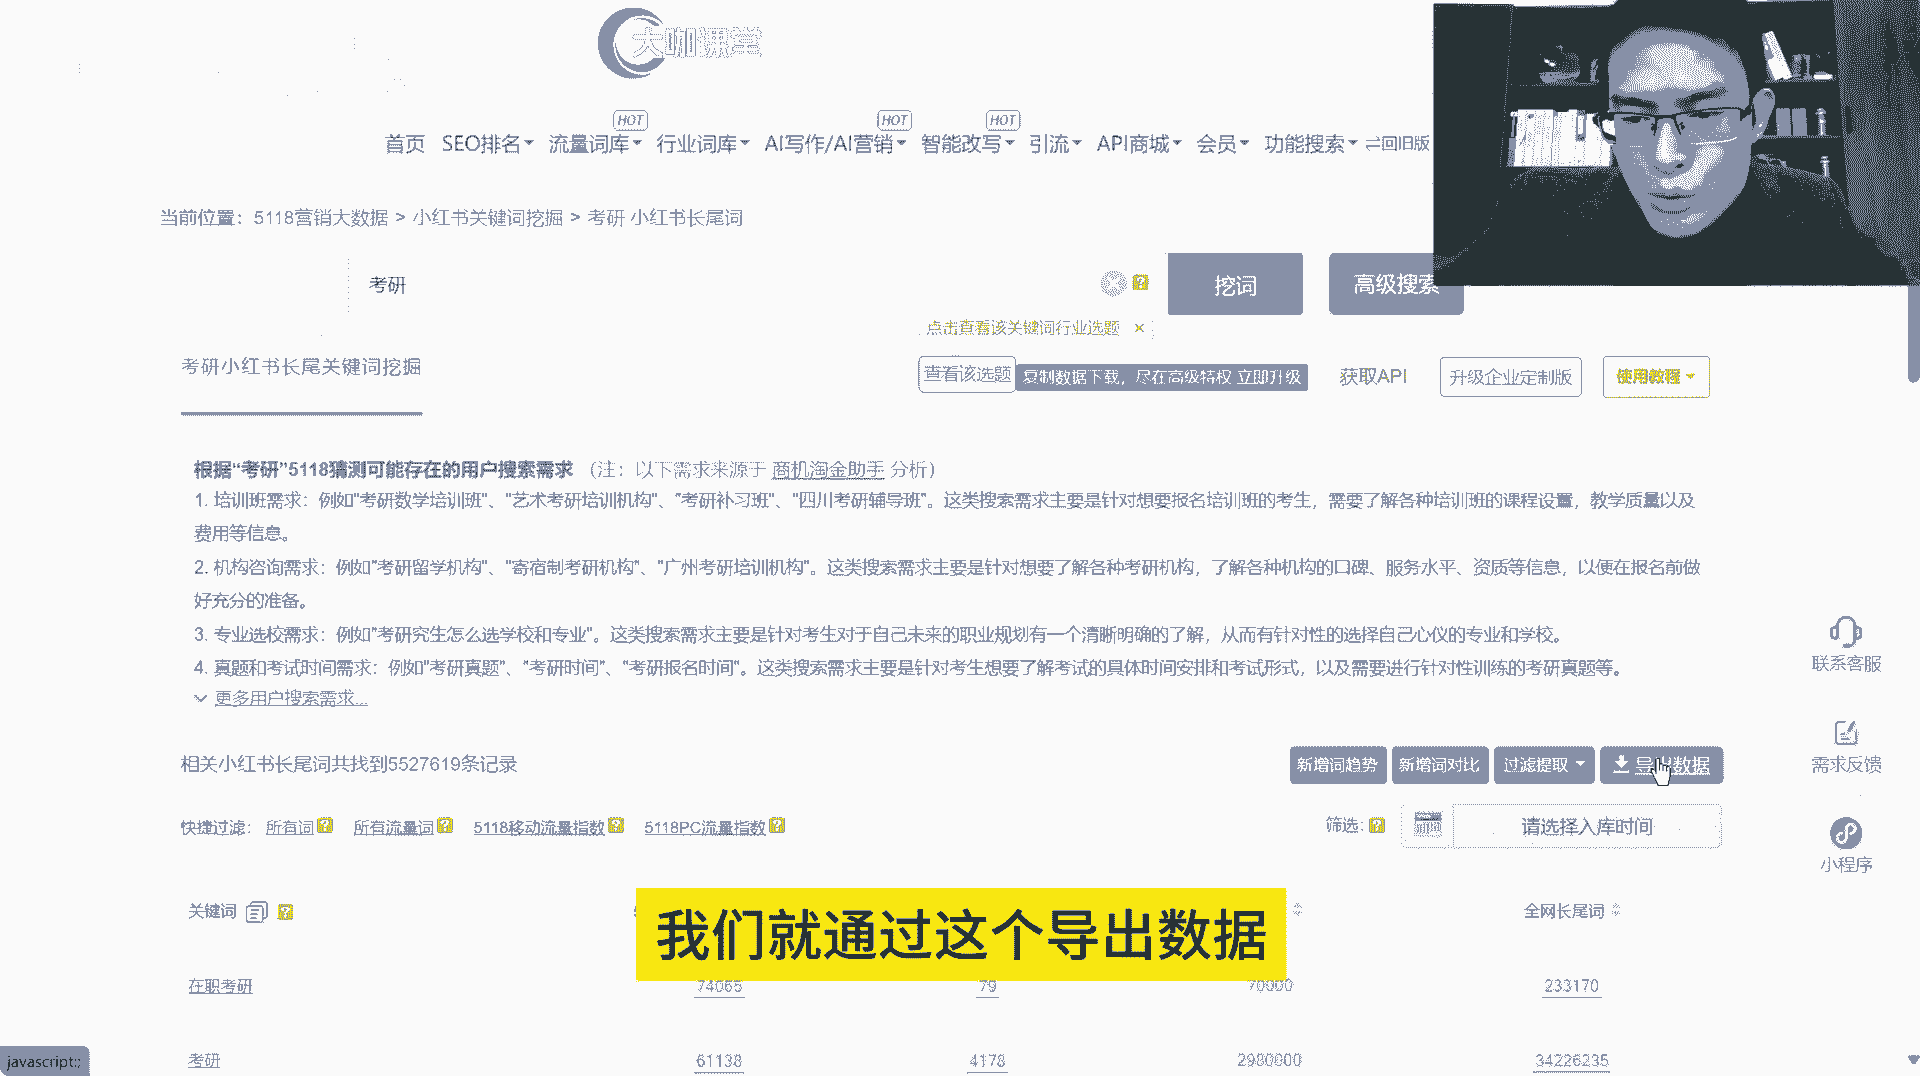 大咖课堂
HOT HOT HOT
首页 SEO排名 流量词库 行业词库 AI写作/AI营销 智能改写 引流 API商城 会员 功能搜索 回旧版
当前位置：5118营销大数据 > 小红书关键词挖掘 > 考研 小红书长尾词
考研
挖词
高级搜索
点击查看该关键词行业选题 ×
考研小红书长尾关键词挖掘
查看该选题
复制数据下载，尽在高级特权 立即升级
获取API
升级企业定制版
使用教程
根据“考研”5118猜测可能存在的用户搜索需求 （注：以下需求来源于 商机淘金助手 分析）
1. 培训班需求：例如"考研数学培训班"、"艺术考研培训机构"、"考研补习班"、"四川考研辅导班"。这类搜索需求主要是针对想要报名培训班的考生，需要了解各种培训班的课程设置，教学质量以及
费用等信息。
2. 机构咨询需求：例如"考研留学机构"、"寄宿制考研机构"、"广州考研培训机构"。这类搜索需求主要是针对想要了解各种考研机构，了解各种机构的口碑、服务水平、资质等信息，以便在报名前做
好充分的准备。
3. 专业选校需求：例如"考研究生怎么选学校和专业"。这类搜索需求主要是针对考生对于自己未来的职业规划有一个清晰明确的了解，从而有针对性的选择自己心仪的专业和学校。
4. 真题和考试时间需求：例如"考研真题"、"考研时间"、"考研报名时间"。这类搜索需求主要是针对考生想要了解考试的具体时间安排和考试形式，以及需要进行针对性训练的考研真题等。
更多用户搜索需求...
联系客服
相关小红书长尾词共找到5527619条记录
新增词趋势 新增词对比 过滤提取 导出数据
需求反馈
快捷过滤： 所有词 所有流量词 5118移动流量指数 5118PC流量指数
筛选: 请选择入库时间
小程序
关键词
全网长尾词
我们就通过这个导出数据
在职考研 74065 79 70000 233170
考研 61138 4178 2980000 34226235
javascript:;